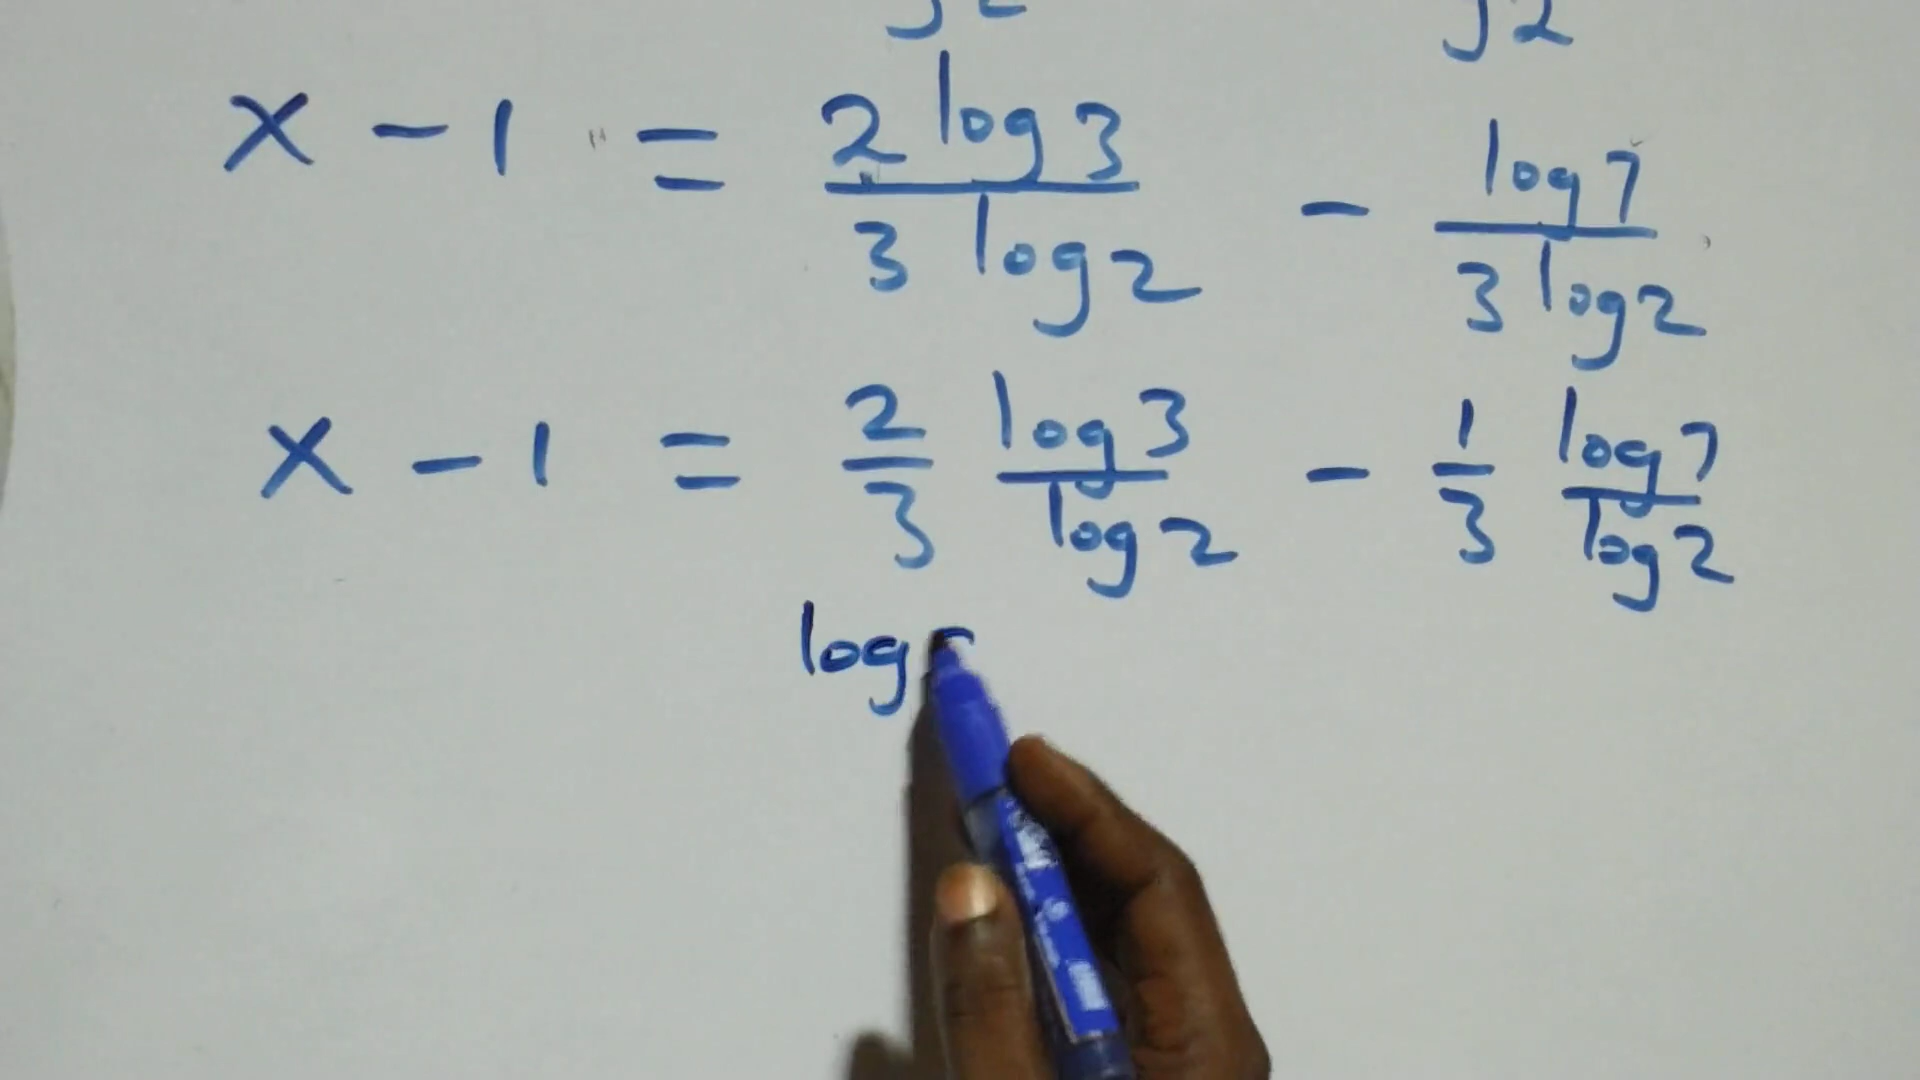 x - 1 = 2 log 3 / 3 log 2 - log 7 / 3 log 2
x - 1 = 2/3 log 3 / log 2 - 1/3 log 7 / log 2
log